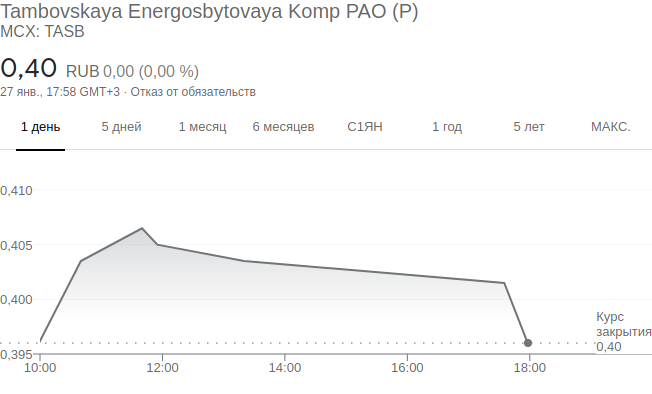 Tambovskaya Energosbytovaya Komp PAO (P)
MCX: TASB
0,40 RUB 0,00 (0,00 %)
27 янв., 17:58 GMT+3 · Отказ от обязательств
1 день 5 дней 1 месяц 6 месяцев С1ЯН 1 год 5 лет МАКС.
0,410
0,405
0,400
0,395
Курс
закрытия
0,40
10:00 12:00 14:00 16:00 18:00